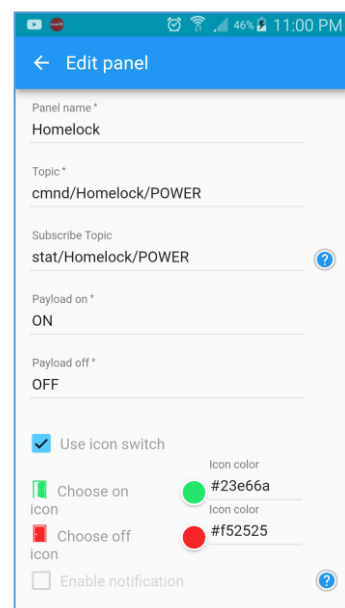 46% 11:00 PM
Edit panel
Panel name *
Homelock
Topic *
cmnd/Homelock/POWER
Subscribe Topic
stat/Homelock/POWER
?
Payload on *
ON
Payload off *
OFF
Use icon switch
Icon color
Choose on
icon
#23e66a
Icon color
Choose off
icon
#f52525
Enable notification
?